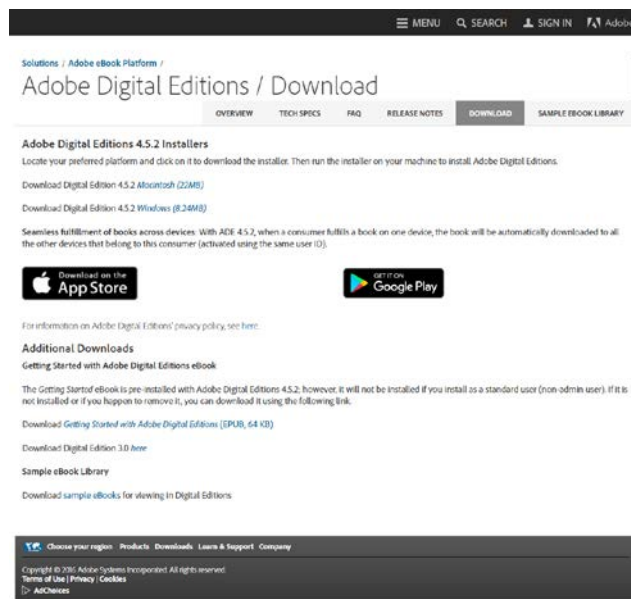 MENU SEARCH SIGN IN Adobe
Solutions / Adobe eBook Platform /
Adobe Digital Editions / Download
OVERVIEW TECH SPECS FAQ RELEASE NOTES DOWNLOAD SAMPLE EBOOK LIBRARY
Adobe Digital Editions 4.5.2 Installers
Locate your preferred platform and click on it to download the installer. Then run the installer on your machine to install Adobe Digital Editions.
Download Digital Edition 4.5.2 Macintosh (22MB)
Download Digital Edition 4.5.2 Windows (8.24MB)
Seamless fulfillment of books across devices: With ADE 4.5.2, when a consumer fulfills a book on one device, the book will be automatically downloaded to all
the other devices that belong to this consumer (activated using the same user ID).
Download on the
App Store
GET IT ON
Google Play
For information on Adobe Digital Editions' privacy policy, see here.
Additional Downloads
Getting Started with Adobe Digital Editions eBook
The Getting Started eBook is pre-installed with Adobe Digital Editions 4.5.2; however, it will not be installed if you install as a standard user (non-admin user). If it is
not installed or if you happen to remove it, you can download it using the following link.
Download Getting Started with Adobe Digital Editions (EPUB, 64 KB)
Download Digital Edition 3.0 here
Sample eBook Library
Download sample eBooks for viewing in Digital Editions
Choose your region Products Downloads Learn & Support Company
Copyright © 2016 Adobe Systems Incorporated. All rights reserved.
Terms of Use | Privacy | Cookies
AdChoices